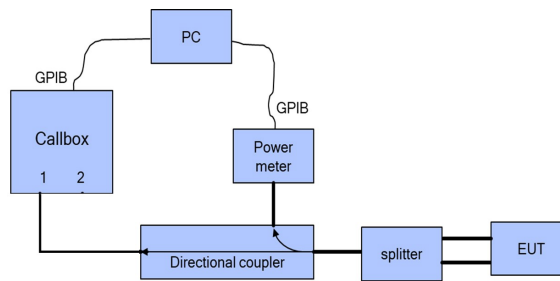 PC
GPIB
GPIB
Callbox
1 2
Power
meter
Directional coupler
splitter
EUT